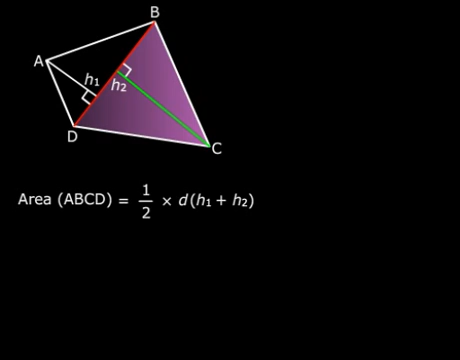 B
A
h₁
h₂
D
C
Area (ABCD) = 1/2 × d(h₁ + h₂)